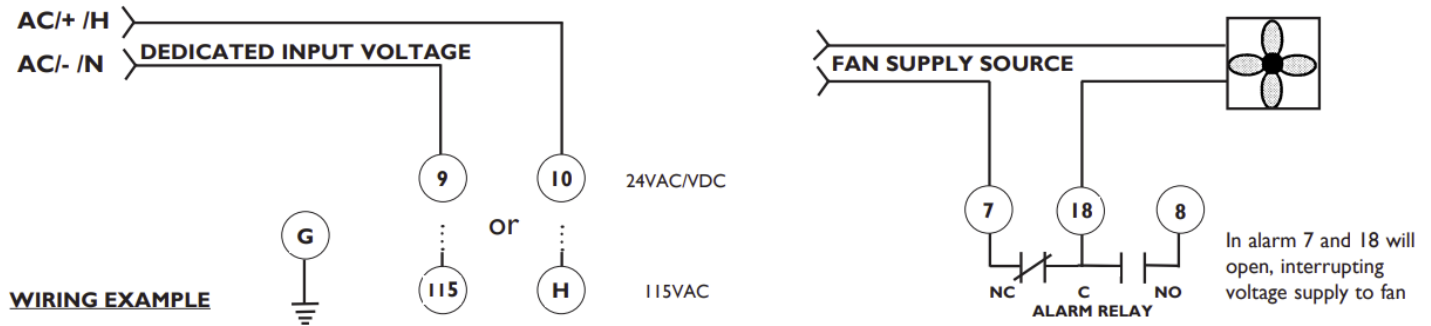 AC/+ /H
DEDICATED INPUT VOLTAGE
AC/- /N
9
10
24VAC/VDC
or
G
115
H
115VAC
WIRING EXAMPLE
FAN SUPPLY SOURCE
7
18
8
NC
C
NO
ALARM RELAY
In alarm 7 and 18 will
open, interrupting
voltage supply to fan